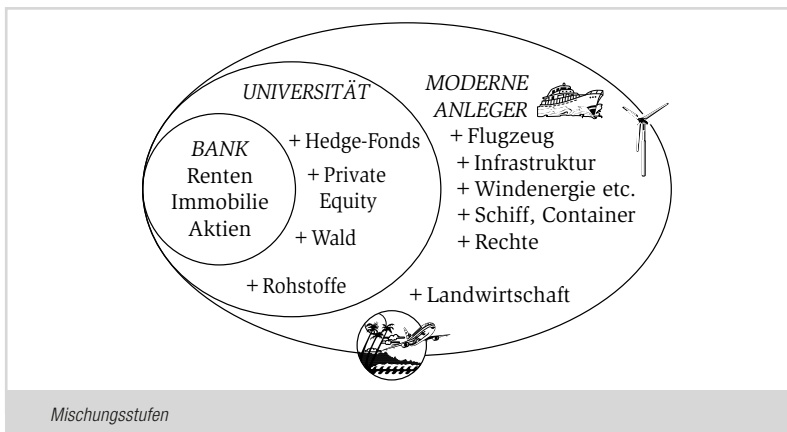 BANK
Renten
Immobilie
Aktien
UNIVERSITÄT
+ Hedge-Fonds
+ Private
Equity
+ Wald
+ Rohstoffe
MODERNE
ANLEGER
+ Flugzeug
+ Infrastruktur
+ Windenergie etc.
+ Schiff, Container
+ Rechte
+ Landwirtschaft
Mischungsstufen